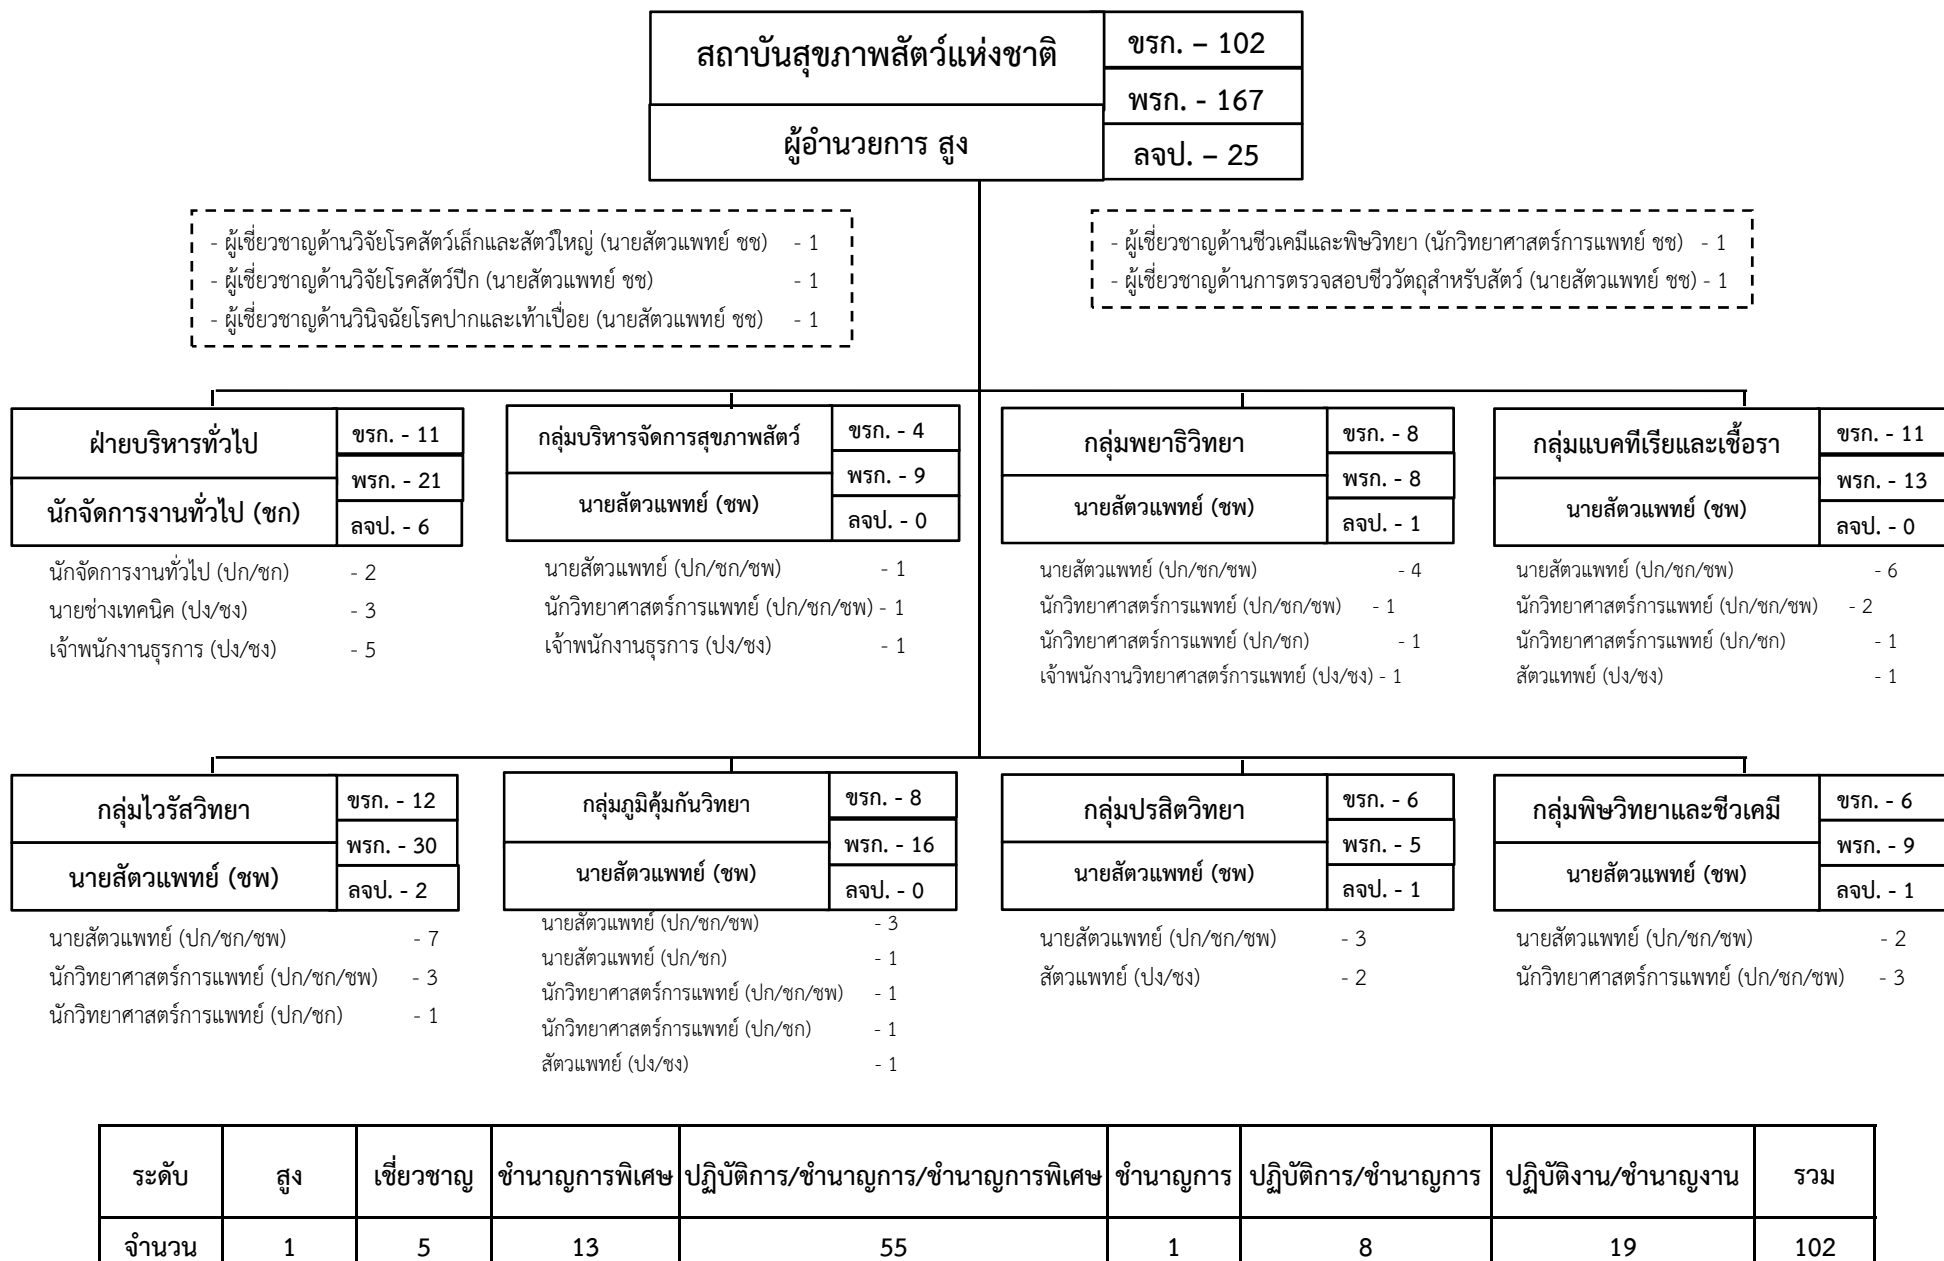 สถาบันสุขภาพสัตว์แห่งชาติ
ขรก. – 102
พรก. - 167
ผู้อำนวยการ สูง
ลจป. – 25
- ผู้เชี่ยวชาญด้านวิจัยโรคสัตว์เล็กและสัตว์ใหญ่ (นายสัตวแพทย์ ชช) - 1
- ผู้เชี่ยวชาญด้านวิจัยโรคสัตว์ปีก (นายสัตวแพทย์ ชช) - 1
- ผู้เชี่ยวชาญด้านวินิจฉัยโรคปากและเท้าเปื่อย (นายสัตวแพทย์ ชช) - 1
- ผู้เชี่ยวชาญด้านชีวเคมีและพิษวิทยา (นักวิทยาศาสตร์การแพทย์ ชช) - 1
- ผู้เชี่ยวชาญด้านการตรวจสอบชีววัตถุสำหรับสัตว์ (นายสัตวแพทย์ ชช) - 1
ฝ่ายบริหารทั่วไป
ขรก. - 11
พรก. - 21
นักจัดการงานทั่วไป (ชก)
ลจป. - 6
นักจัดการงานทั่วไป (ปก/ชก) - 2
นายช่างเทคนิค (ปง/ชง) - 3
เจ้าพนักงานธุรการ (ปง/ชง) - 5
กลุ่มบริหารจัดการสุขภาพสัตว์
ขรก. - 4
พรก. - 9
นายสัตวแพทย์ (ชพ)
ลจป. - 0
นายสัตวแพทย์ (ปก/ชก/ชพ) - 1
นักวิทยาศาสตร์การแพทย์ (ปก/ชก/ชพ) - 1
เจ้าพนักงานธุรการ (ปง/ชง) - 1
กลุ่มพยาธิวิทยา
ขรก. - 8
พรก. - 8
นายสัตวแพทย์ (ชพ)
ลจป. - 1
นายสัตวแพทย์ (ปก/ชก/ชพ) - 4
นักวิทยาศาสตร์การแพทย์ (ปก/ชก/ชพ) - 1
นักวิทยาศาสตร์การแพทย์ (ปก/ชก) - 1
เจ้าพนักงานวิทยาศาสตร์การแพทย์ (ปง/ชง) - 1
กลุ่มแบคทีเรียและเชื้อรา
ขรก. - 11
พรก. - 13
นายสัตวแพทย์ (ชพ)
ลจป. - 0
นายสัตวแพทย์ (ปก/ชก/ชพ) - 6
นักวิทยาศาสตร์การแพทย์ (ปก/ชก/ชพ) - 2
นักวิทยาศาสตร์การแพทย์ (ปก/ชก) - 1
สัตวแทพย์ (ปง/ชง) - 1
กลุ่มไวรัสวิทยา
ขรก. - 12
พรก. - 30
นายสัตวแพทย์ (ชพ)
ลจป. - 2
นายสัตวแพทย์ (ปก/ชก/ชพ) - 7
นักวิทยาศาสตร์การแพทย์ (ปก/ชก/ชพ) - 3
นักวิทยาศาสตร์การแพทย์ (ปก/ชก) - 1
กลุ่มภูมิคุ้มกันวิทยา
ขรก. - 8
พรก. - 16
นายสัตวแพทย์ (ชพ)
ลจป. - 0
นายสัตวแพทย์ (ปก/ชก/ชพ) - 3
นายสัตวแพทย์ (ปก/ชก) - 1
นักวิทยาศาสตร์การแพทย์ (ปก/ชก/ชพ) - 1
นักวิทยาศาสตร์การแพทย์ (ปก/ชก) - 1
สัตวแพทย์ (ปง/ชง) - 1
กลุ่มปรสิตวิทยา
ขรก. - 6
พรก. - 5
นายสัตวแพทย์ (ชพ)
ลจป. - 1
นายสัตวแพทย์ (ปก/ชก/ชพ) - 3
สัตวแพทย์ (ปง/ชง) - 2
กลุ่มพิษวิทยาและชีวเคมี
ขรก. - 6
พรก. - 9
นายสัตวแพทย์ (ชพ)
ลจป. - 1
นายสัตวแพทย์ (ปก/ชก/ชพ) - 2
นักวิทยาศาสตร์การแพทย์ (ปก/ชก/ชพ) - 3
ระดับ สูง เชี่ยวชาญ ชำนาญการพิเศษ ปฏิบัติการ/ชำนาญการ/ชำนาญการพิเศษ ชำนาญการ ปฏิบัติการ/ชำนาญการ ปฏิบัติงาน/ชำนาญงาน รวม
จำนวน 1 5 13 55 1 8 19 102